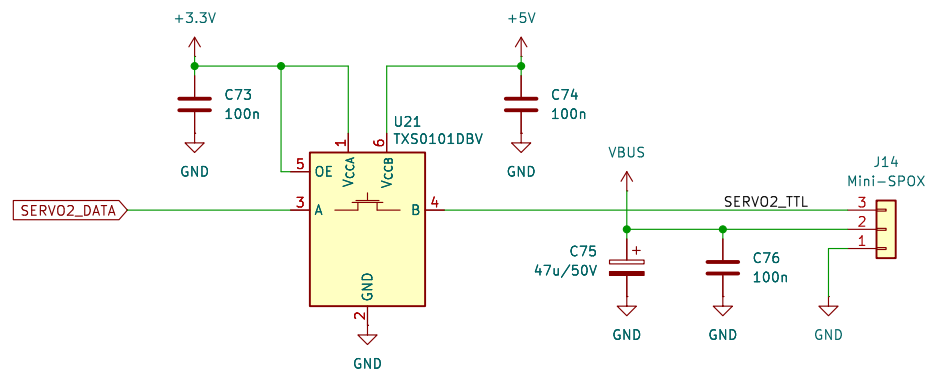 +3.3V
+5V
C73
100n
GND
C74
100n
GND
U21
TXS0101DBV
1
6
VCCA
VCCB
5
OE
3
A
B
4
GND
2
GND
SERVO2_DATA
VBUS
J14
Mini-SPOX
SERVO2_TTL
3
2
1
C75
+
47u/50V
GND
C76
100n
GND
GND